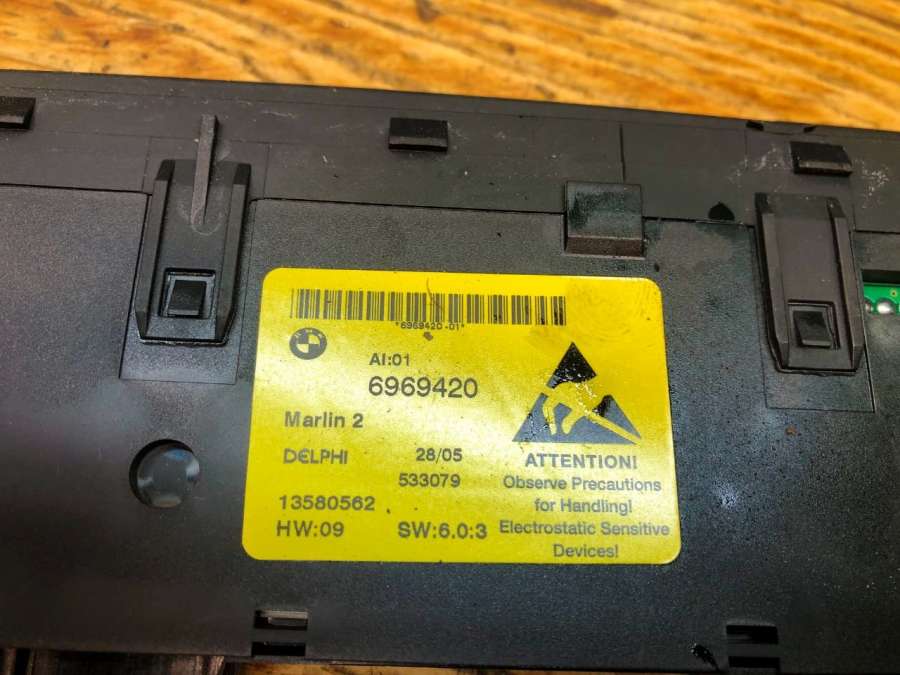 *6969420-01*
AI:01
6969420
Marlin 2
DELPHI 28/05
533079
13580562
HW:09 SW:6.0:3
ATTENTION!
Observe Precautions
for Handling!
Electrostatic Sensitive
Devices!